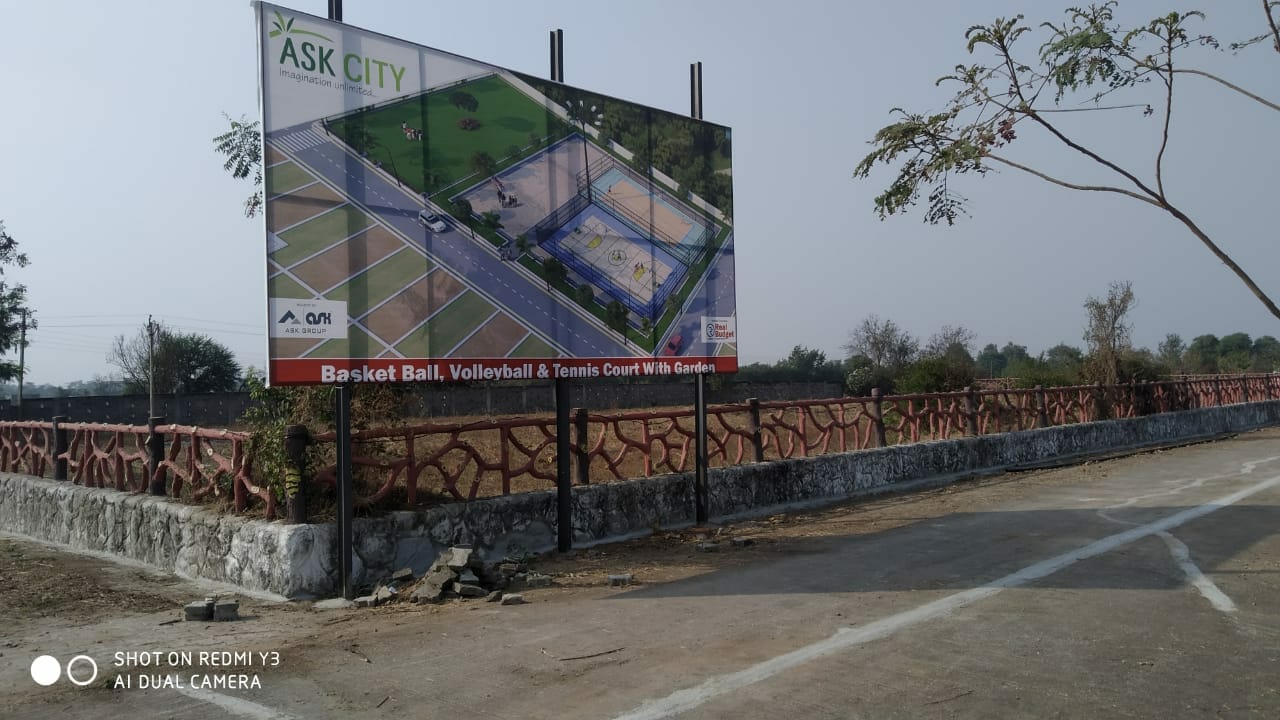 ASK CITY
Imagination unlimited...
ask
ASK GROUP
Real
Budget
Basket Ball, Volleyball & Tennis Court With Garden
SHOT ON REDMI Y3
AI DUAL CAMERA